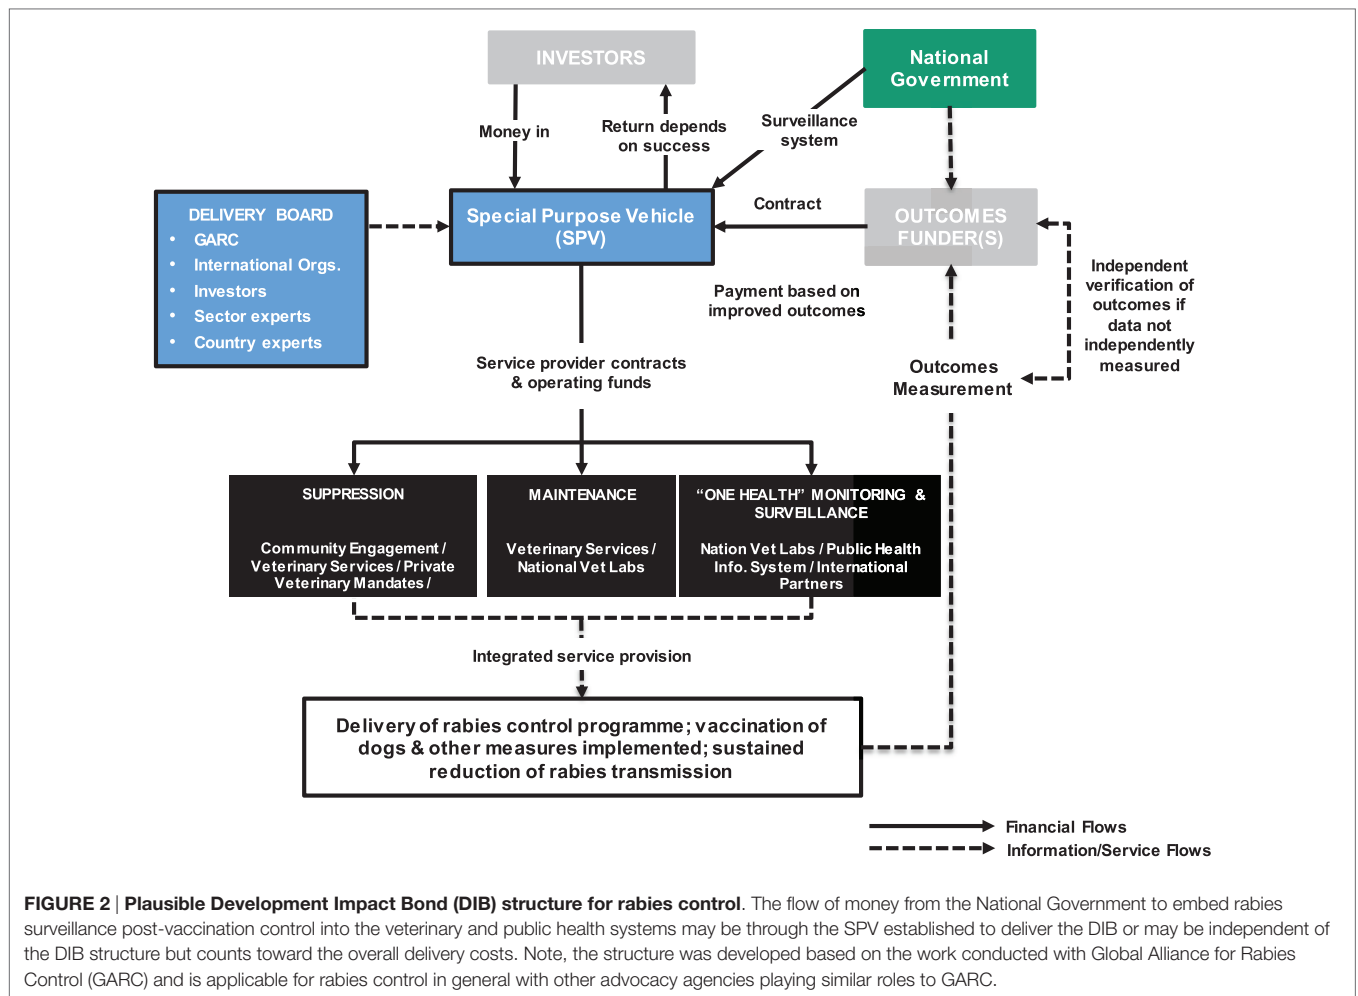 INVESTORS
National
Government
Money in
Return depends
on success
Surveillance
system
DELIVERY BOARD
• GARC
• International Orgs.
• Investors
• Sector experts
• Country experts
Special Purpose Vehicle
(SPV)
Contract
OUTCOMES
FUNDER(S)
Payment based on
improved outcomes
Independent
verification of
outcomes if
data not
independently
measured
Service provider contracts
& operating funds
Outcomes
Measurement
SUPPRESSION
Community Engagement /
Veterinary Services / Private
Veterinary Mandates /
MAINTENANCE
Veterinary Services /
National Vet Labs
“ONE HEALTH” MONITORING &
SURVEILLANCE
Nation Vet Labs / Public Health
Info. System / International
Partners
Integrated service provision
Delivery of rabies control programme; vaccination of
dogs & other measures implemented; sustained
reduction of rabies transmission
Financial Flows
Information/Service Flows
FIGURE 2 | Plausible Development Impact Bond (DIB) structure for rabies control. The flow of money from the National Government to embed rabies
surveillance post-vaccination control into the veterinary and public health systems may be through the SPV established to deliver the DIB or may be independent of
the DIB structure but counts toward the overall delivery costs. Note, the structure was developed based on the work conducted with Global Alliance for Rabies
Control (GARC) and is applicable for rabies control in general with other advocacy agencies playing similar roles to GARC.